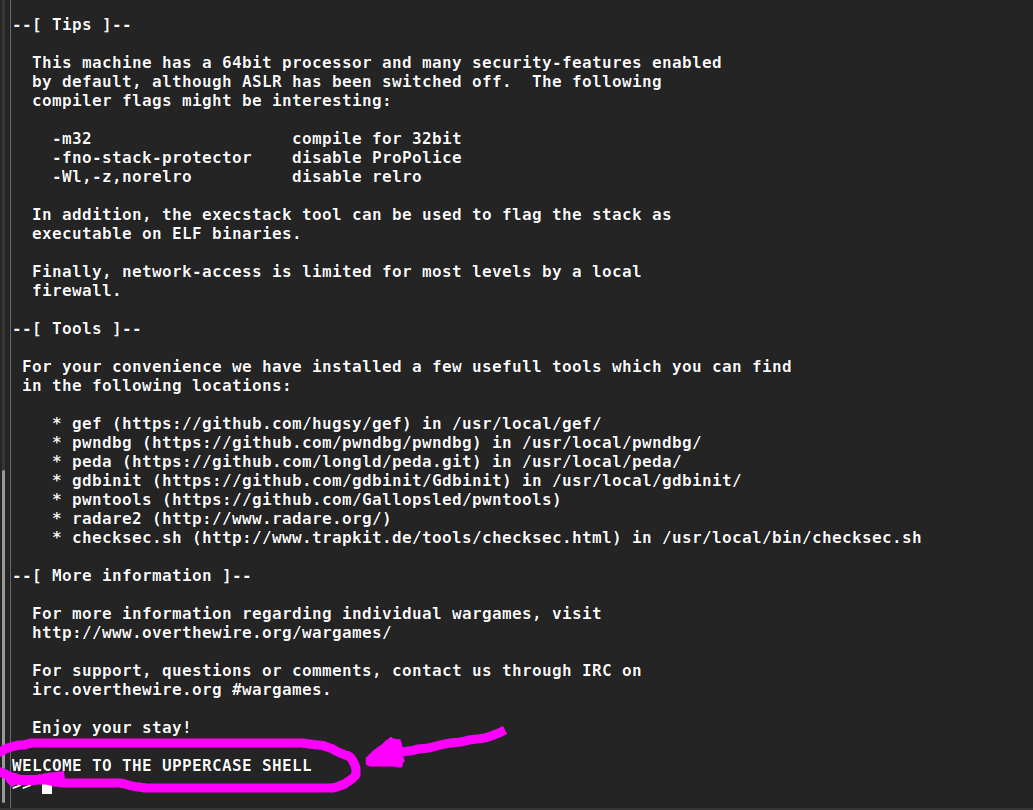 --[ Tips ]--
This machine has a 64bit processor and many security-features enabled
by default, although ASLR has been switched off.  The following
compiler flags might be interesting:
-m32                    compile for 32bit
-fno-stack-protector    disable ProPolice
-Wl,-z,norelro          disable relro
In addition, the execstack tool can be used to flag the stack as
executable on ELF binaries.
Finally, network-access is limited for most levels by a local
firewall.
--[ Tools ]--
For your convenience we have installed a few usefull tools which you can find
in the following locations:
* gef (https://github.com/hugsy/gef) in /usr/local/gef/
* pwndbg (https://github.com/pwndbg/pwndbg) in /usr/local/pwndbg/
* peda (https://github.com/longld/peda.git) in /usr/local/peda/
* gdbinit (https://github.com/gdbinit/Gdbinit) in /usr/local/gdbinit/
* pwntools (https://github.com/Gallopsled/pwntools)
* radare2 (http://www.radare.org/)
* checksec.sh (http://www.trapkit.de/tools/checksec.html) in /usr/local/bin/checksec.sh
--[ More information ]--
For more information regarding individual wargames, visit
http://www.overthewire.org/wargames/
For support, questions or comments, contact us through IRC on
irc.overthewire.org #wargames.
Enjoy your stay!
WELCOME TO THE UPPERCASE SHELL
>>